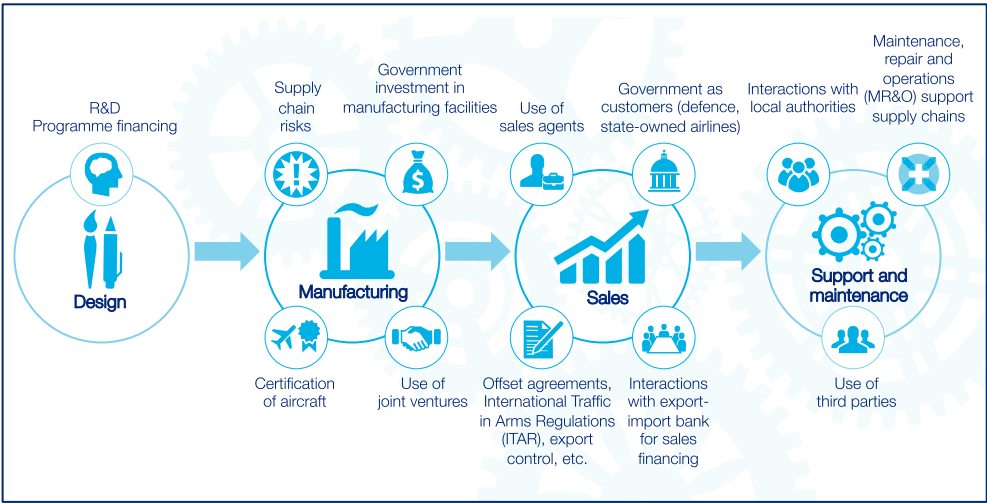 R&D
Programme financing
Design
Supply
chain
risks
Government
investment in
manufacturing facilities
$
Manufacturing
Certification
of aircraft
Use of
joint ventures
Use of
sales agents
Government as
customers (defence,
state-owned airlines)
Sales
Offset agreements,
International Traffic
in Arms Regulations
(ITAR), export
control, etc.
Interactions
with export-
import bank
for sales
financing
Interactions with
local authorities
Maintenance,
repair and
operations
(MR&O) support
supply chains
Support and
maintenance
Use of
third parties